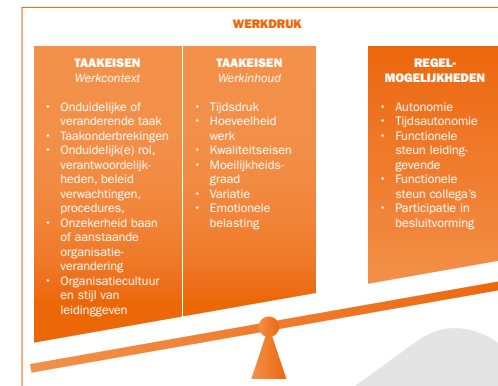 WERKDRUK
TAAKEISEN
Werkcontext
• Onduidelijke of
veranderende taak
• Taakonderbrekingen
• Onduidelijk(e) rol,
verantwoordelijk-
heden, beleid
verwachtingen,
procedures,
• Onzekerheid baan
of aanstaande
organisatie-
verandering
• Organisatiecultuur
en stijl van
leidinggeven
TAAKEISEN
Werkinhoud
• Tijdsdruk
• Hoeveelheid
werk
• Kwaliteitseisen
• Moeilijkheids-
graad
• Variatie
• Emotionele
belasting
REGEL-
MOGELIJKHEDEN
• Autonomie
• Tijdsautonomie
• Functionele
steun leiding-
gevende
• Functionele
steun collega's
• Participatie in
besluitvorming